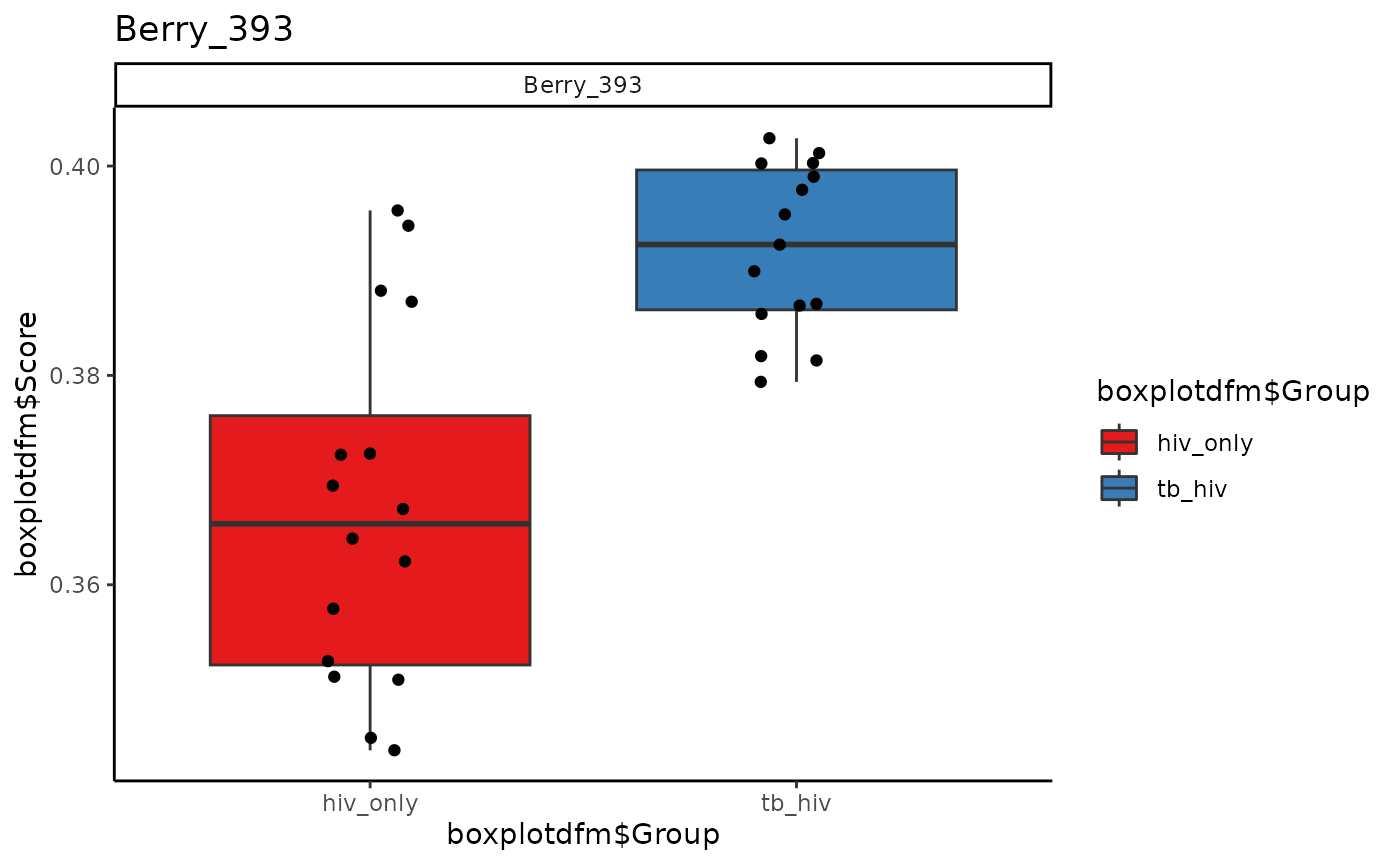 Berry_393
Berry_393
0.40
0.38
0.36
boxplotdfm$Score
hiv_only
tb_hiv
boxplotdfm$Group
boxplotdfm$Group
hiv_only
tb_hiv